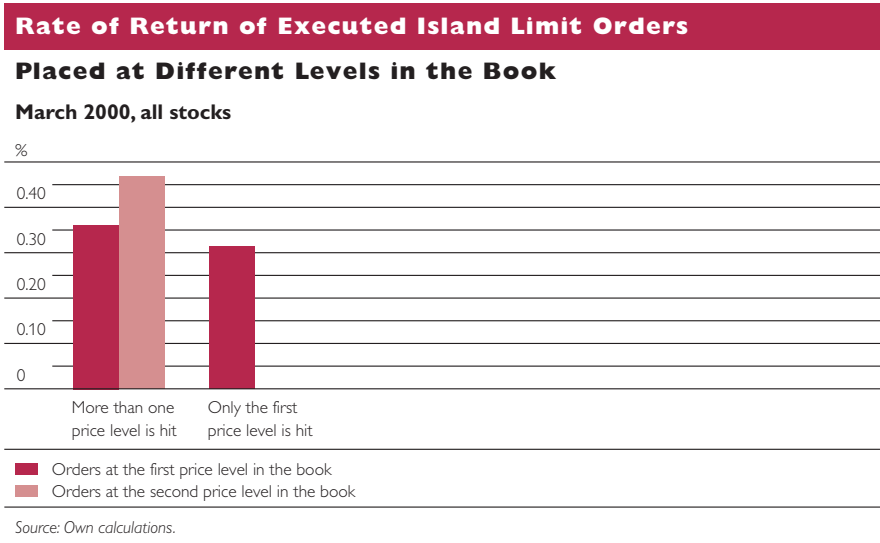 Rate of Return of Executed Island Limit Orders
Placed at Different Levels in the Book
March 2000, all stocks
%
0.40
0.30
0.20
0.10
0
More than one
price level is hit
Only the first
price level is hit
Orders at the first price level in the book
Orders at the second price level in the book
Source: Own calculations.